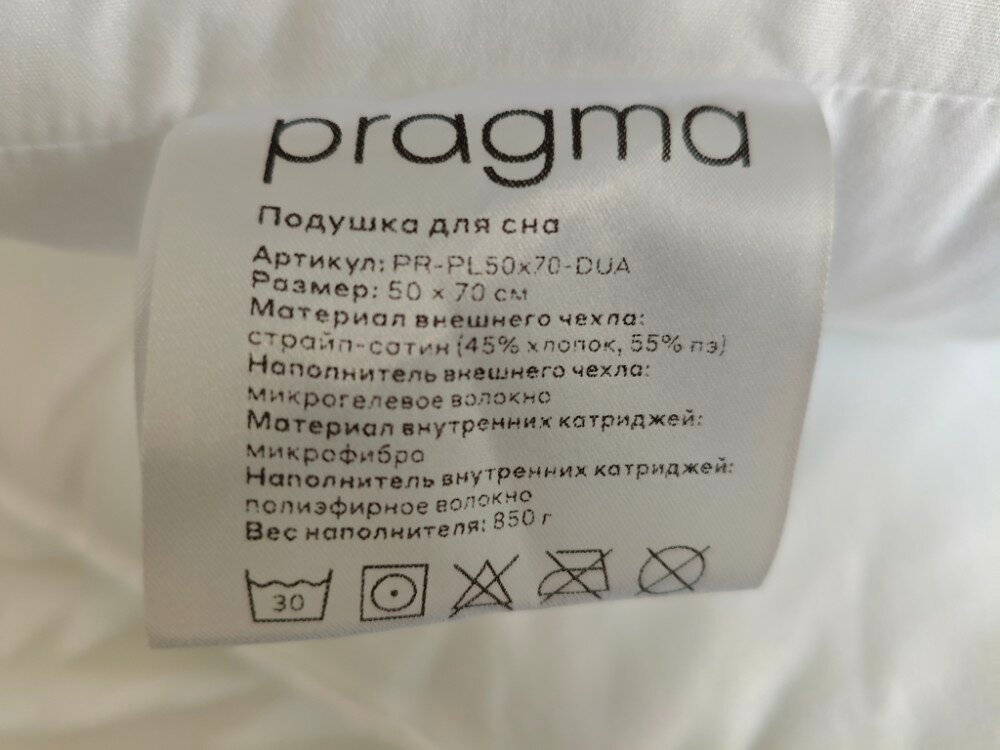 pragma
Подушка для сна
Артикул: PR-PL50x70-DUA
Размер: 50 x 70 см
Материал внешнего чехла:
страйп-сатин (45% хлопок, 55% пэ)
Наполнитель внешнего чехла:
микрогелевое волокно
Материал внутренних катриджей:
микрофибра
Наполнитель внутренних катриджей:
полиэфирное волокно
Вес наполнителя: 850 г
30